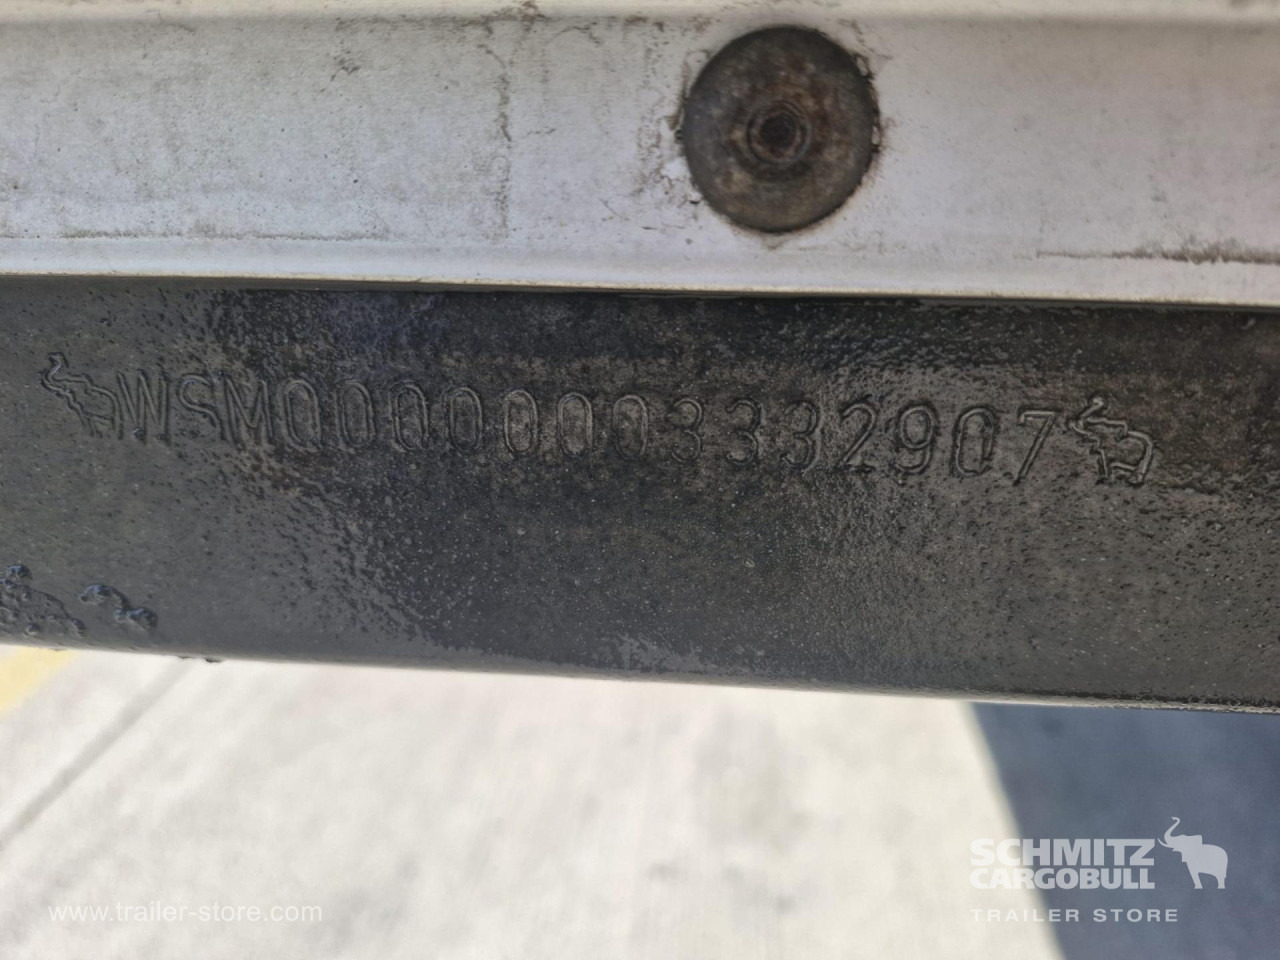 WSM00000003332907
SCHMITZ
CARGOBULL
TRAILER STORE
www.trailer-store.com